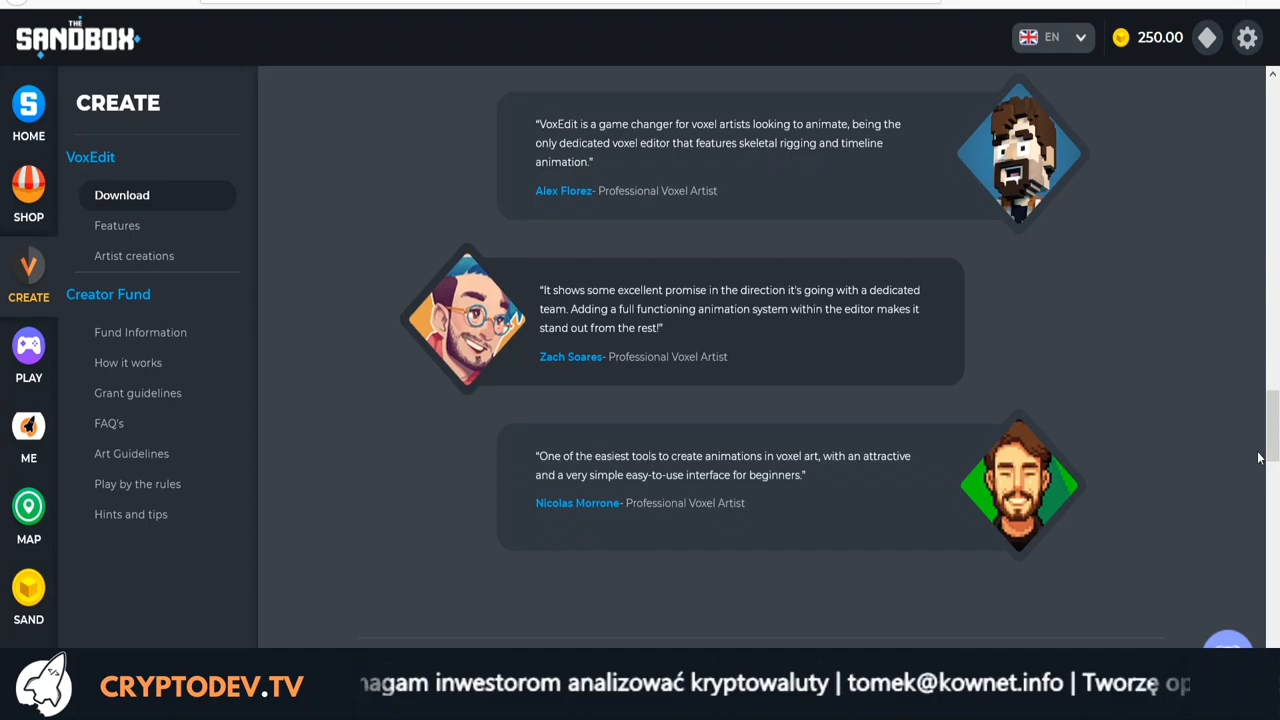 THE
SANDBOX
EN
250.00
HOME
SHOP
CREATE
PLAY
ME
MAP
SAND
CREATE
VoxEdit
Download
Features
Artist creations
Creator Fund
Fund Information
How it works
Grant guidelines
FAQ's
Art Guidelines
Play by the rules
Hints and tips
“VoxEdit is a game changer for voxel artists looking to animate, being the
only dedicated voxel editor that features skeletal rigging and timeline
animation.”
Alex Florez- Professional Voxel Artist
“It shows some excellent promise in the direction it's going with a dedicated
team. Adding a full functioning animation system within the editor makes it
stand out from the rest!”
Zach Soares- Professional Voxel Artist
“One of the easiest tools to create animations in voxel art, with an attractive
and a very simple easy-to-use interface for beginners.”
Nicolas Morrone- Professional Voxel Artist
CRYPTODEV.TV
inwestorom analizować kryptowaluty | tomek@kownet.info | Tworzę